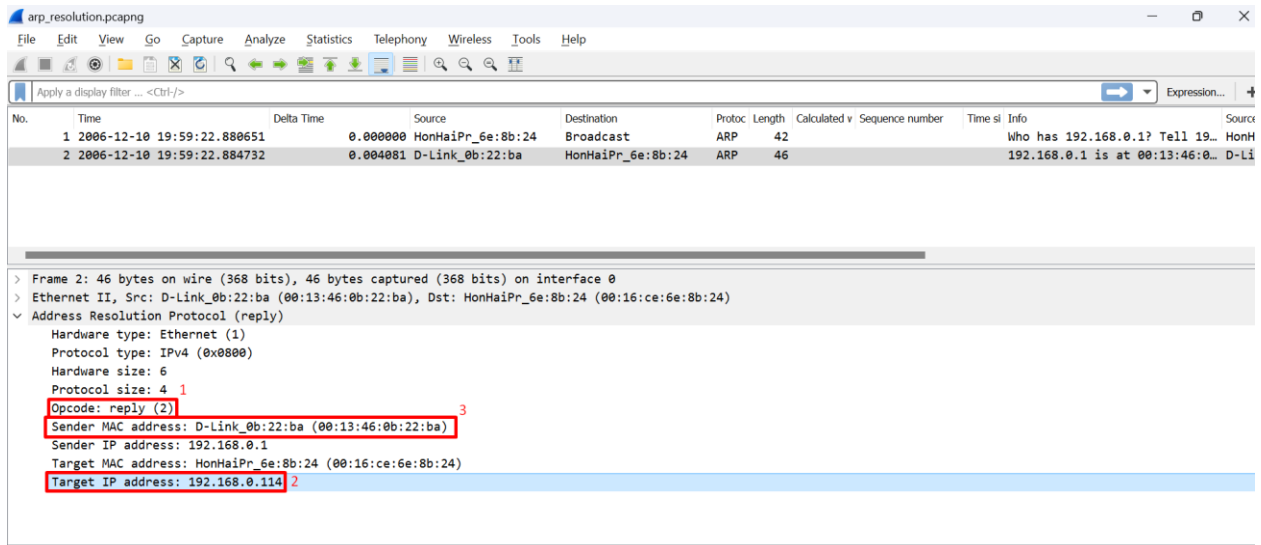 arp_resolution.pcapng
File Edit View Go Capture Analyze Statistics Telephony Wireless Tools Help
Apply a display filter ... <Ctrl-/> Expression... +
No. Time Delta Time Source Destination Protoc Length Calculated v Sequence number Time si Info Source
1 2006-12-10 19:59:22.880651 0.000000 HonHaiPr_6e:8b:24 Broadcast ARP 42 Who has 192.168.0.1? Tell 19… HonH
2 2006-12-10 19:59:22.884732 0.004081 D-Link_0b:22:ba HonHaiPr_6e:8b:24 ARP 46 192.168.0.1 is at 00:13:46:0… D-Li
Frame 2: 46 bytes on wire (368 bits), 46 bytes captured (368 bits) on interface 0
Ethernet II, Src: D-Link_0b:22:ba (00:13:46:0b:22:ba), Dst: HonHaiPr_6e:8b:24 (00:16:ce:6e:8b:24)
Address Resolution Protocol (reply)
Hardware type: Ethernet (1)
Protocol type: IPv4 (0x0800)
Hardware size: 6
Protocol size: 4 1
Opcode: reply (2) 3
Sender MAC address: D-Link_0b:22:ba (00:13:46:0b:22:ba)
Sender IP address: 192.168.0.1
Target MAC address: HonHaiPr_6e:8b:24 (00:16:ce:6e:8b:24)
Target IP address: 192.168.0.114 2